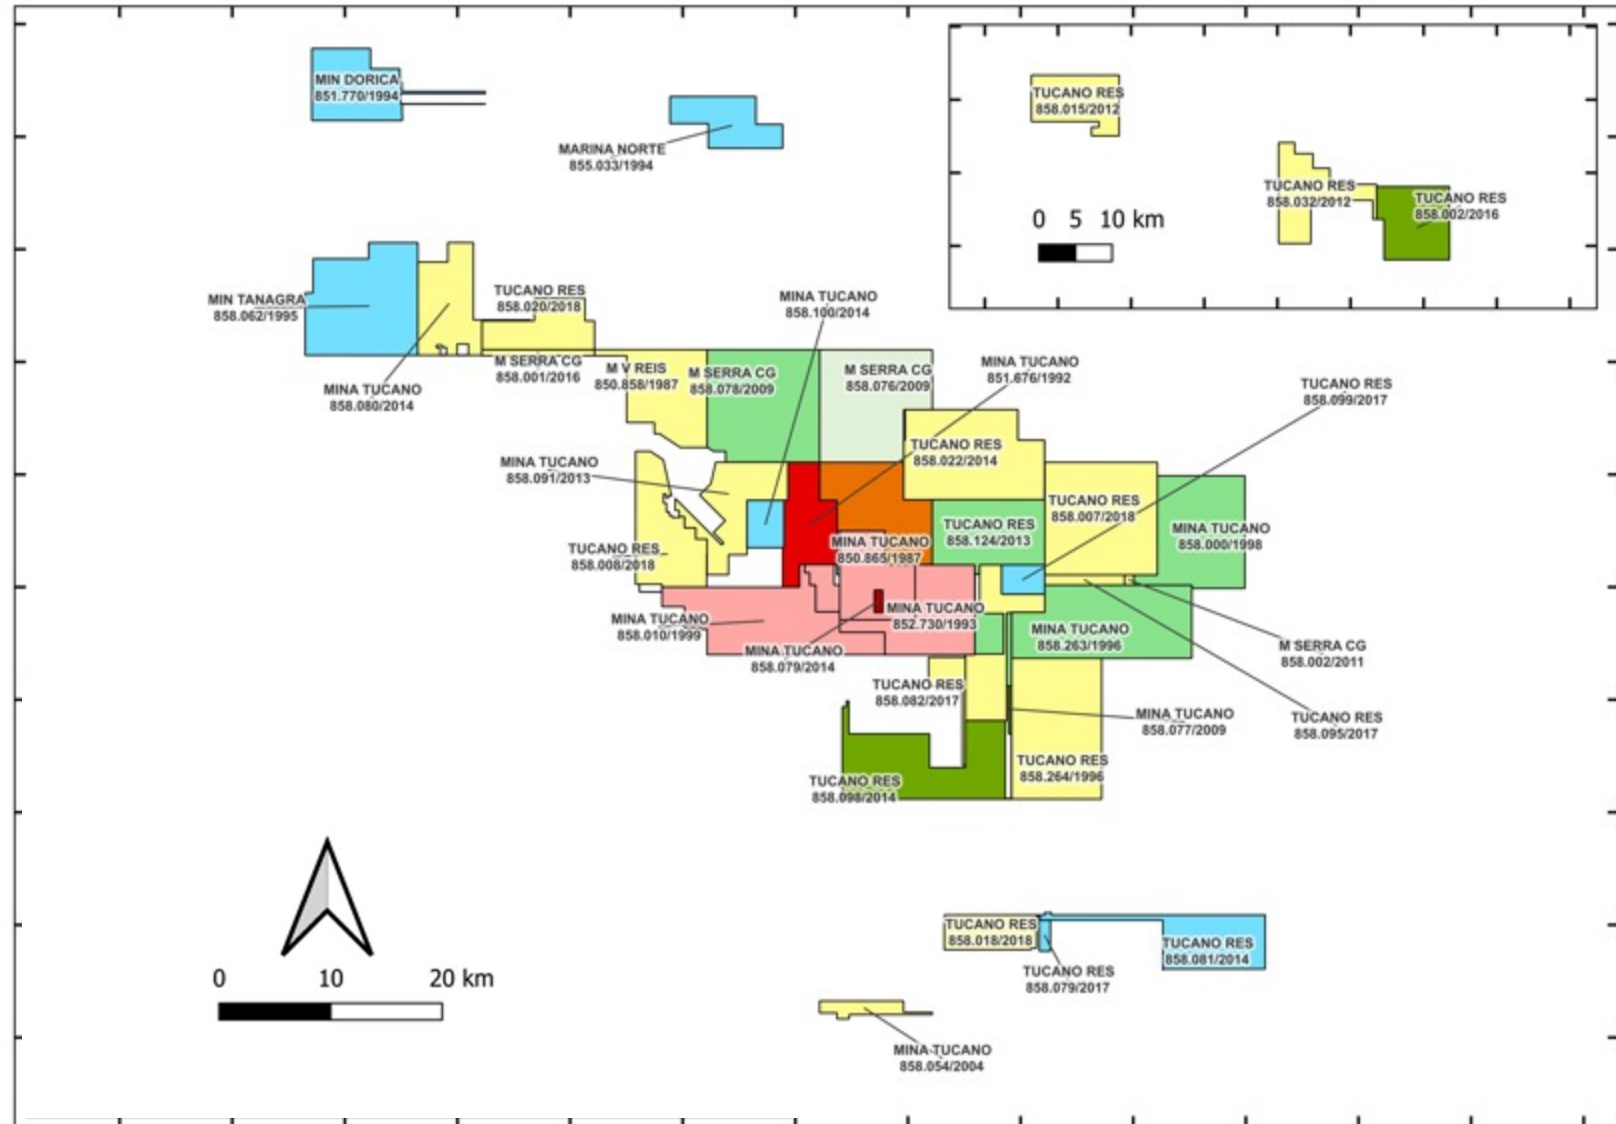 MIN DORICA
851.770/1994
MARINA NORTE
855.033/1994
TUCANO RES
858.015/2012
TUCANO RES
858.032/2012
TUCANO RES
858.002/2016
0 5 10 km
MIN TANAGRA
858.062/1995
TUCANO RES
858.020/2018
MINA TUCANO
858.100/2014
MINA TUCANO
858.080/2014
M SERRA CG
858.001/2016
M V REIS
850.858/1987
M SERRA CG
858.078/2009
M SERRA CG
858.076/2009
MINA TUCANO
851.676/1992
TUCANO RES
858.099/2017
TUCANO RES
858.022/2014
MINA TUCANO
858.091/2013
TUCANO RES
858.007/2018
TUCANO RES
858.124/2013
MINA TUCANO
858.000/1998
MINA TUCANO
850.865/1987
TUCANO RES
858.008/2018
MINA TUCANO
858.010/1999
MINA TUCANO
852.730/1993
MINA TUCANO
858.263/1996
MINA TUCANO
858.079/2014
M SERRA CG
858.002/2011
TUCANO RES
858.082/2017
MINA TUCANO
858.077/2009
TUCANO RES
858.095/2017
TUCANO RES
858.264/1996
TUCANO RES
858.098/2014
TUCANO RES
858.018/2018
TUCANO RES
858.081/2014
TUCANO RES
858.079/2017
0 10 20 km
MINA TUCANO
858.054/2004